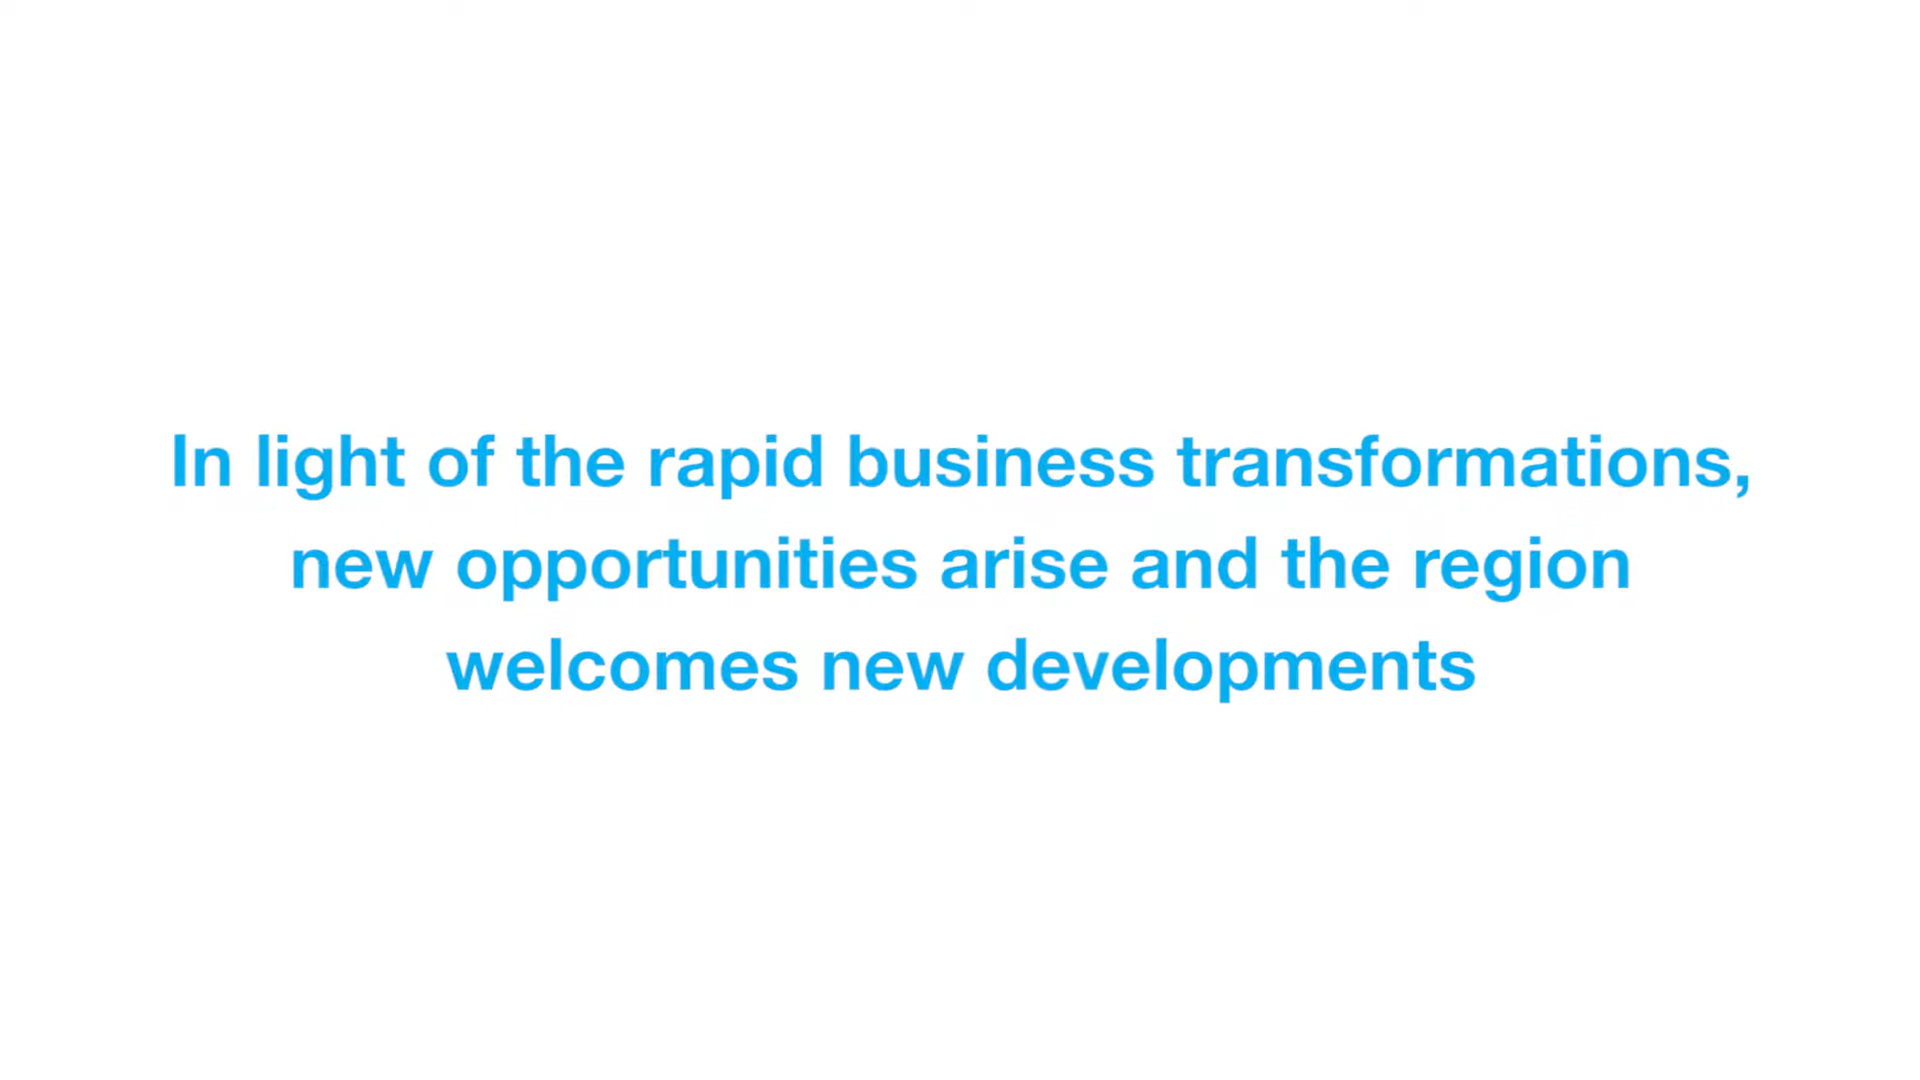 In light of the rapid business transformations,
new opportunities arise and the region
welcomes new developments